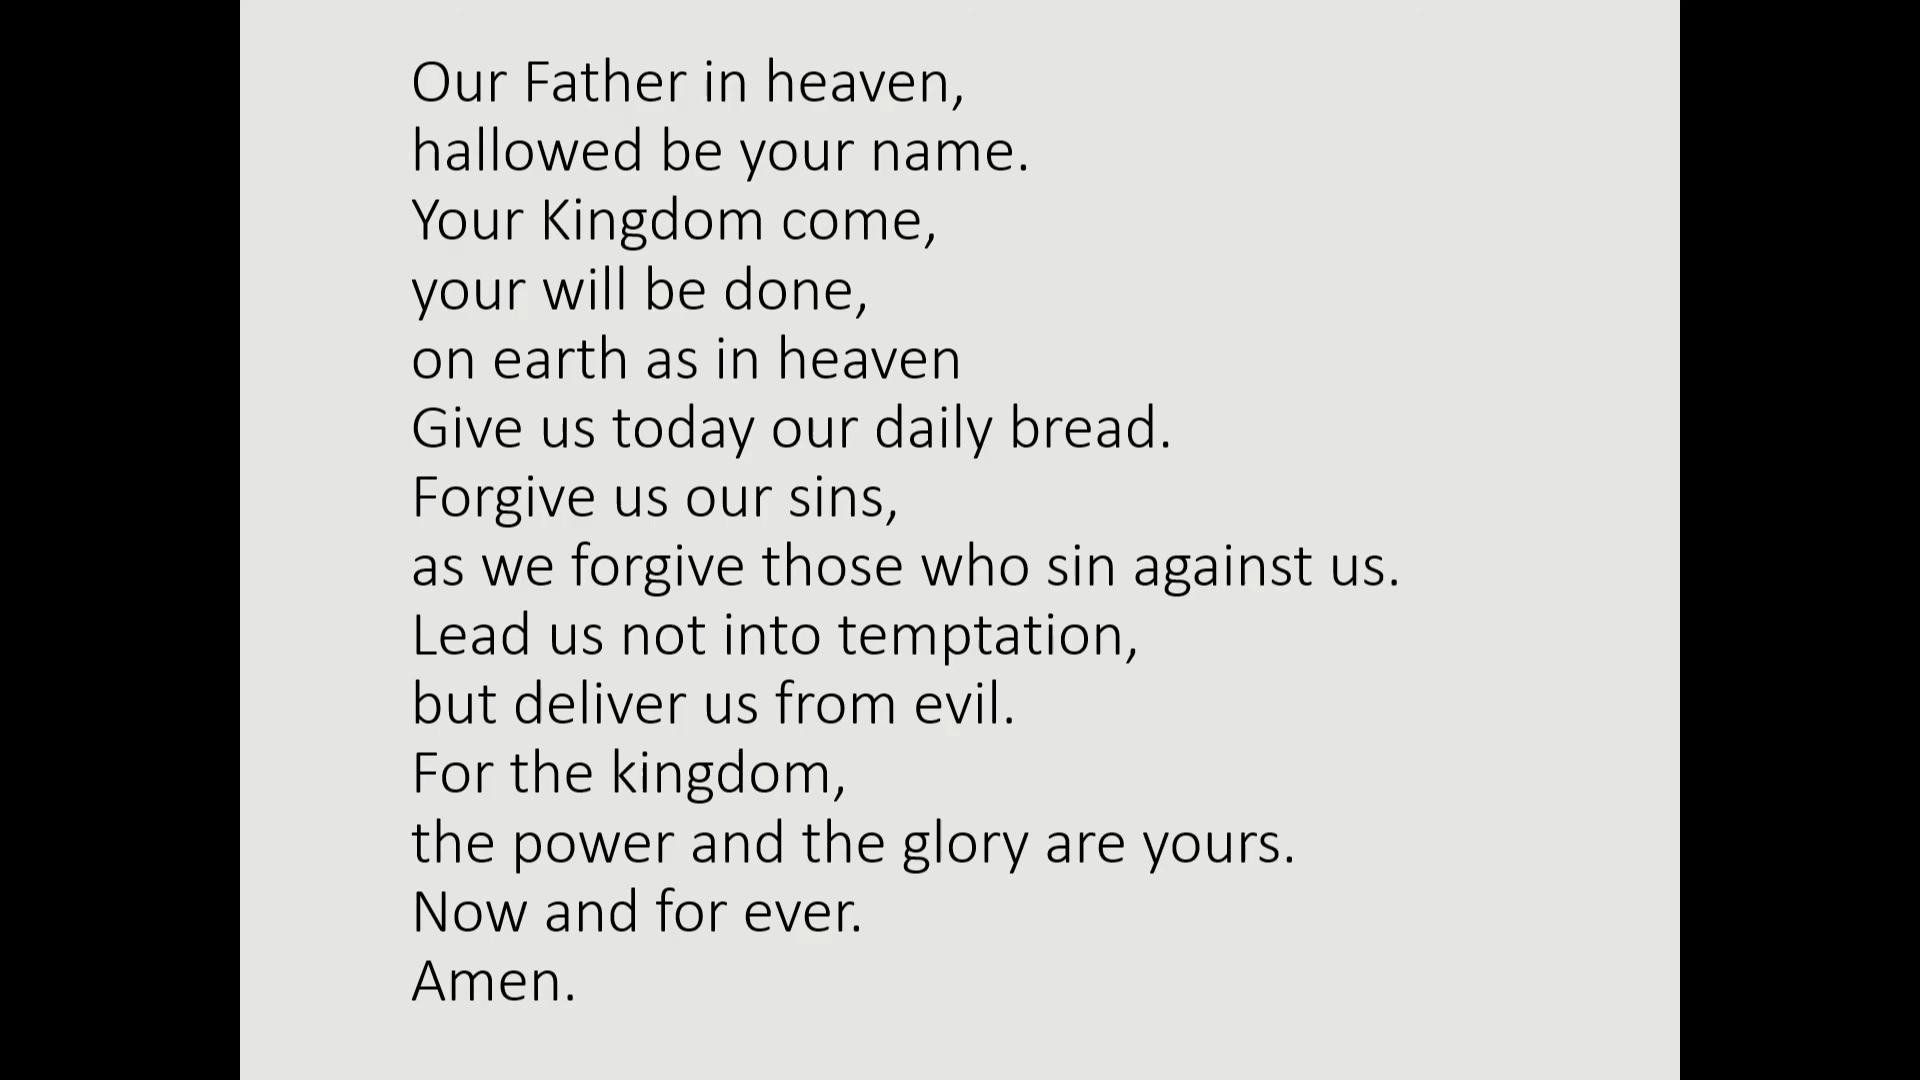 Our Father in heaven,
hallowed be your name.
Your Kingdom come,
your will be done,
on earth as in heaven
Give us today our daily bread.
Forgive us our sins,
as we forgive those who sin against us.
Lead us not into temptation,
but deliver us from evil.
For the kingdom,
the power and the glory are yours.
Now and for ever.
Amen.